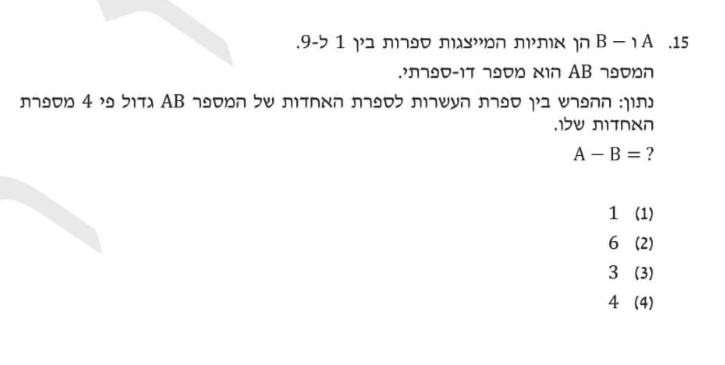 15. A ו – B הן אותיות המייצגות ספרות בין 1 ל-9.
המספר AB הוא מספר דו-ספרתי.
נתון: ההפרש בין ספרת העשרות לספרת האחדות של המספר AB גדול פי 4 מספרת
האחדות שלו.
A – B = ?
(1) 1
(2) 6
(3) 3
(4) 4